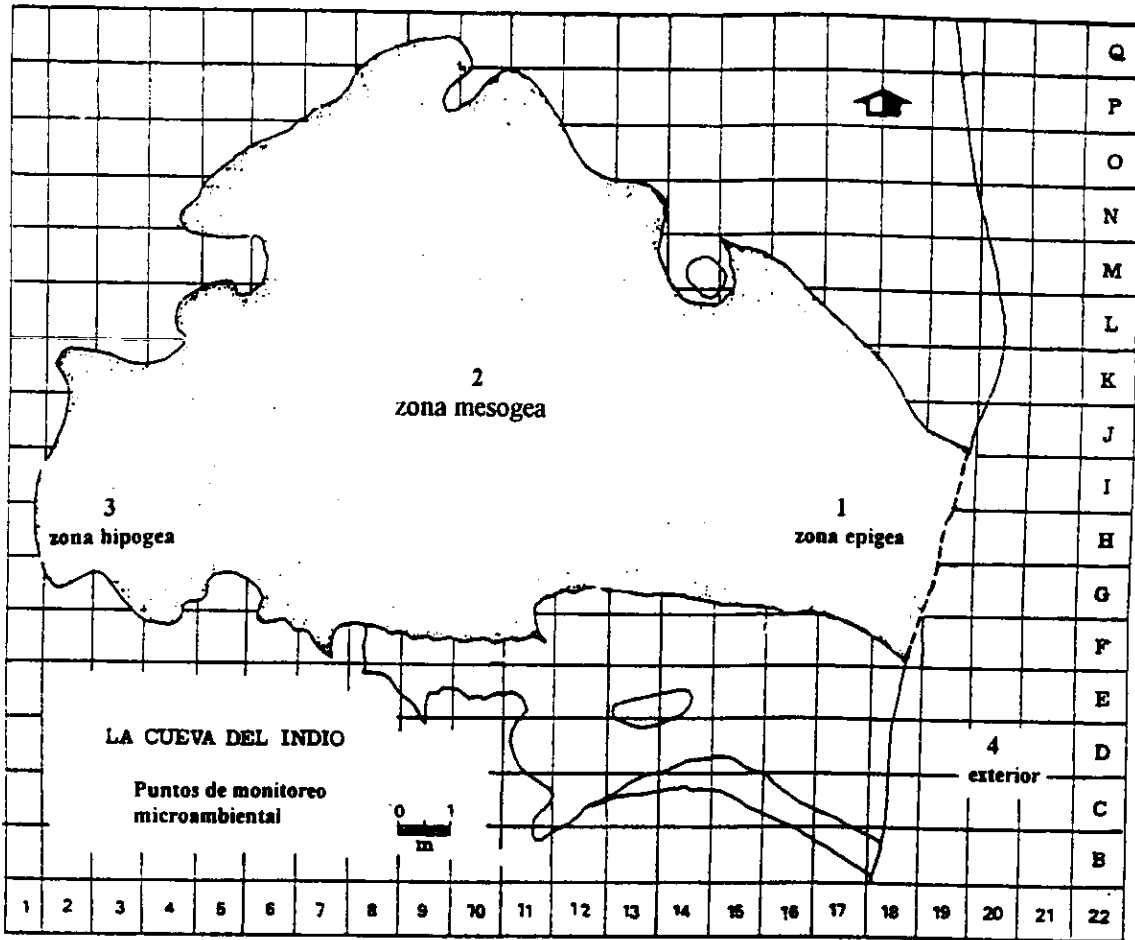 Q
P
O
N
M
L
2
K
zona mesogea
J
3
1
I
zona hipogea
zona epigea
H
G
F
E
LA CUEVA DEL INDIO
4
D
exterior
Puntos de monitoreo
microambiental
0 1
C
m
B
1 2 3 4 5 6 7 8 9 10 11 12 13 14 15 16 17 18 19 20 21 22